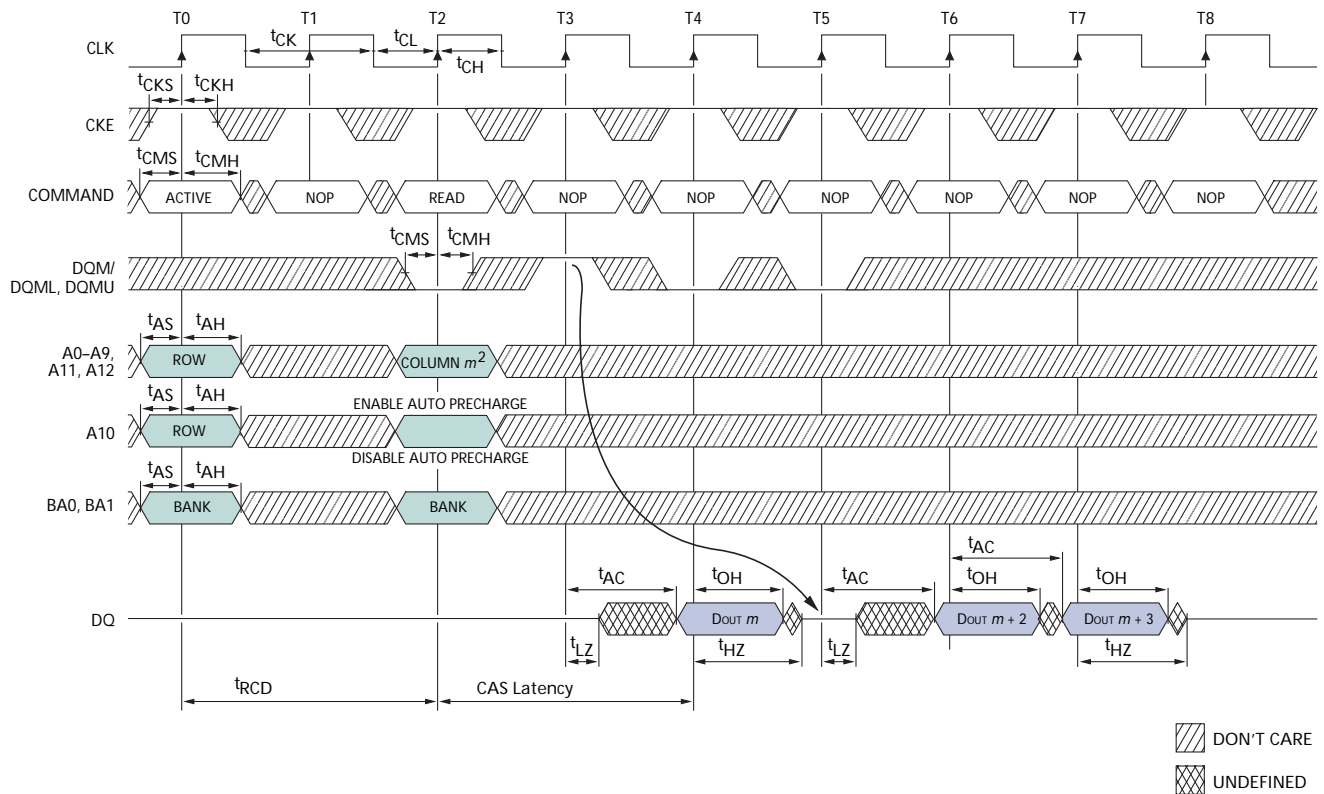 T0 T1 T2 T3 T4 T5 T6 T7 T8
CLK
tCK tCL
tCH
tCKS tCKH
CKE
tCMS tCMH
COMMAND ACTIVE NOP READ NOP NOP NOP NOP NOP NOP
tCMS tCMH
DQM/
DQML, DQMU
tAS tAH
A0–A9,
A11, A12
ROW COLUMN m2
tAS tAH
ENABLE AUTO PRECHARGE
A10 ROW
DISABLE AUTO PRECHARGE
tAS tAH
BA0, BA1 BANK BANK
tAC
tAC tOH tAC tOH tOH
DQ DOUT m DOUT m + 2 DOUT m + 3
tLZ tHZ tLZ tHZ
tRCD CAS Latency
DON'T CARE
UNDEFINED